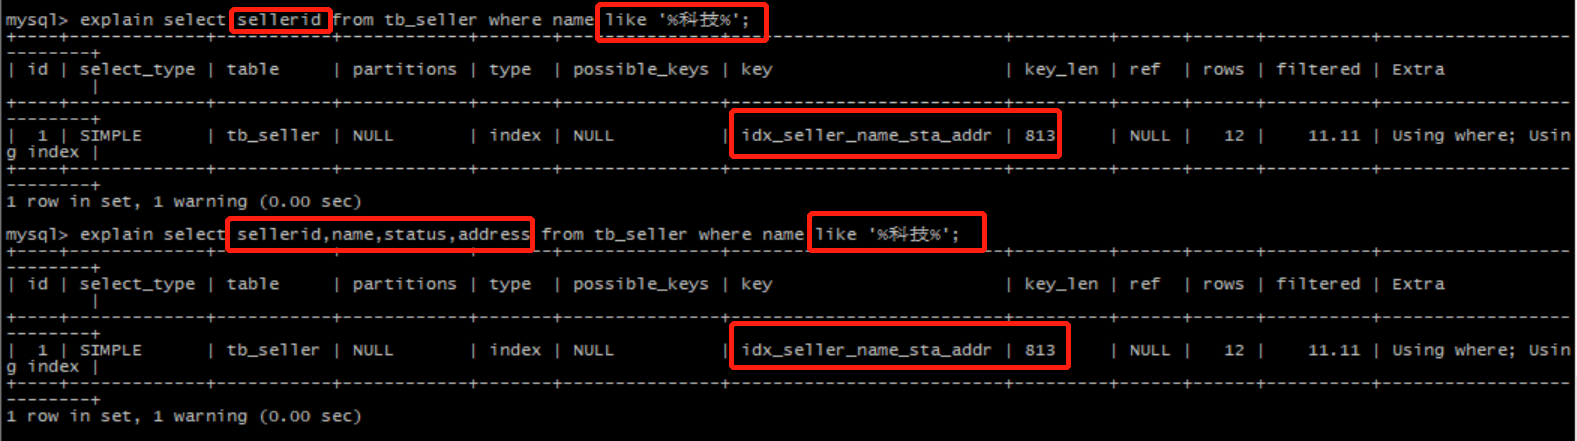 mysql> explain select sellerid from tb_seller where name like '%科技%';
+----+-------------+-----------+------------+-------+---------------+--------------------------+---------+------+------+----------+------------------
--------+
| id | select_type | table     | partitions | type  | possible_keys | key                      | key_len | ref  | rows | filtered | Extra
        |
+----+-------------+-----------+------------+-------+---------------+--------------------------+---------+------+------+----------+------------------
--------+
|  1 | SIMPLE      | tb_seller | NULL       | index | NULL          | idx_seller_name_sta_addr | 813     | NULL |   12 |    11.11 | Using where; Usin
g index |
+----+-------------+-----------+------------+-------+---------------+--------------------------+---------+------+------+----------+------------------
--------+
1 row in set, 1 warning (0.00 sec)
mysql> explain select sellerid,name,status,address from tb_seller where name like '%科技%';
+----+-------------+-----------+------------+-------+---------------+--------------------------+---------+------+------+----------+------------------
--------+
| id | select_type | table     | partitions | type  | possible_keys | key                      | key_len | ref  | rows | filtered | Extra
        |
+----+-------------+-----------+------------+-------+---------------+--------------------------+---------+------+------+----------+------------------
--------+
|  1 | SIMPLE      | tb_seller | NULL       | index | NULL          | idx_seller_name_sta_addr | 813     | NULL |   12 |    11.11 | Using where; Usin
g index |
+----+-------------+-----------+------------+-------+---------------+--------------------------+---------+------+------+----------+------------------
--------+
1 row in set, 1 warning (0.00 sec)